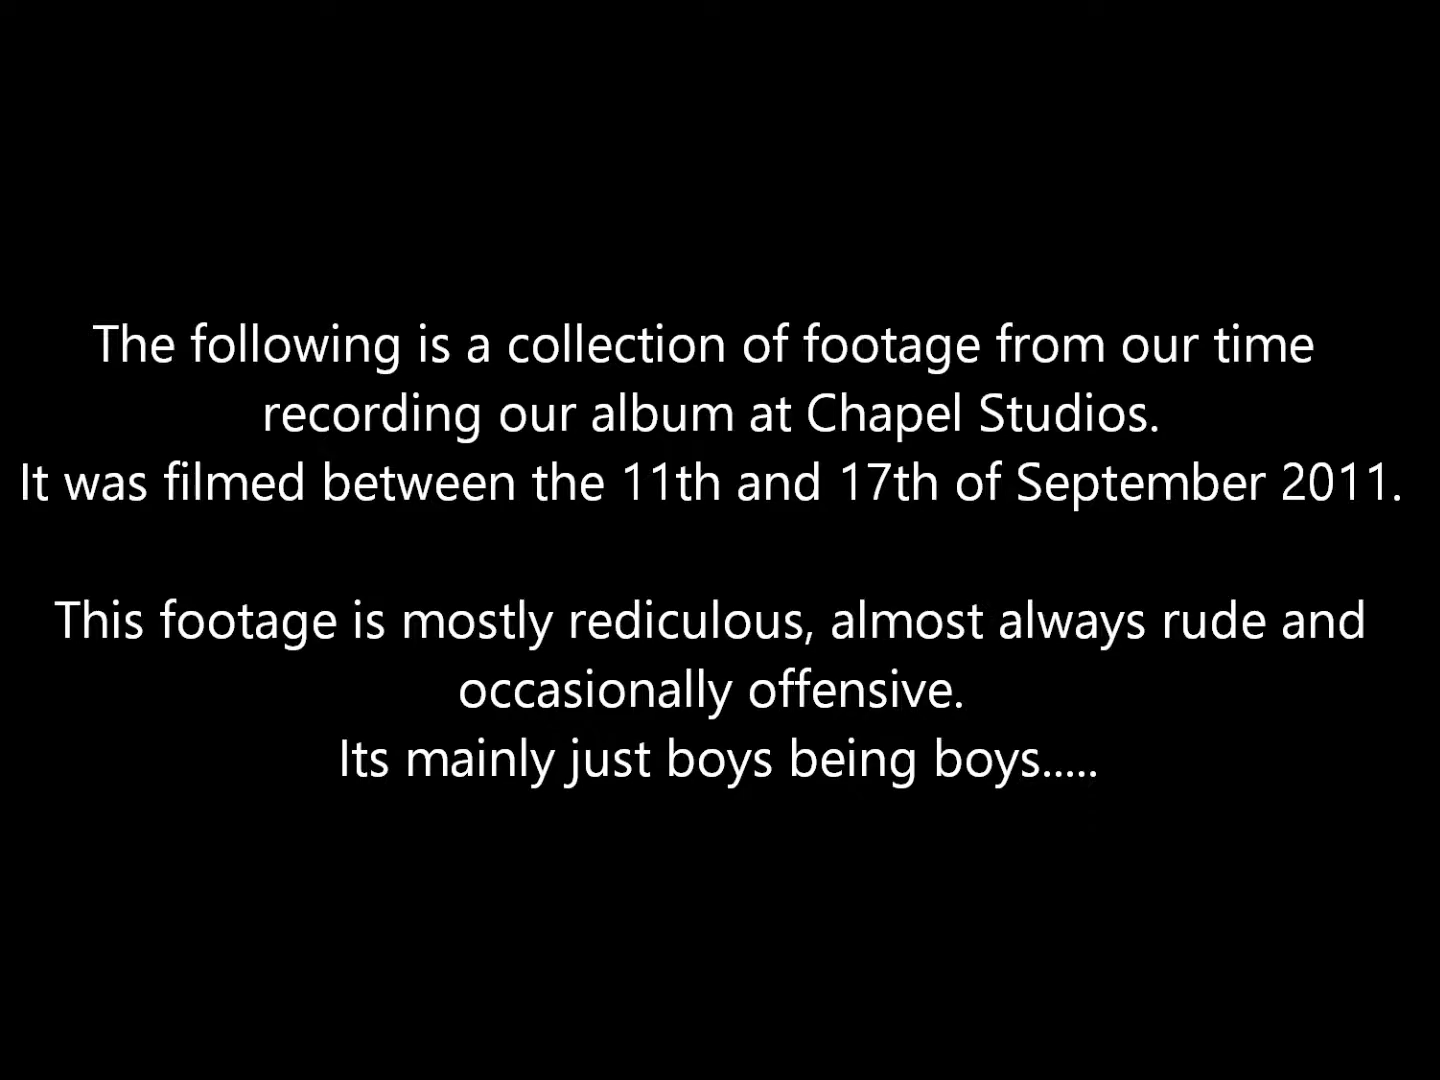 The following is a collection of footage from our time
recording our album at Chapel Studios.
It was filmed between the 11th and 17th of September 2011.
This footage is mostly rediculous, almost always rude and
occasionally offensive.
Its mainly just boys being boys.....